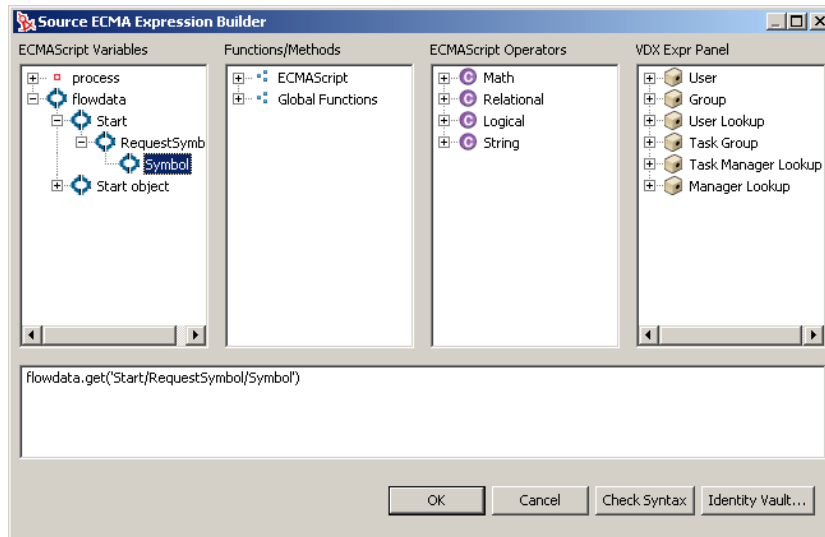 Source ECMA Expression Builder
ECMAScript Variables
Functions/Methods
ECMAScript Operators
VDX Expr Panel
process
flowdata
Start
RequestSymb
Symbol
Start object
ECMAScript
Global Functions
Math
Relational
Logical
String
User
Group
User Lookup
Task Group
Task Manager Lookup
Manager Lookup
flowdata.get('Start/RequestSymbol/Symbol')
OK
Cancel
Check Syntax
Identity Vault...